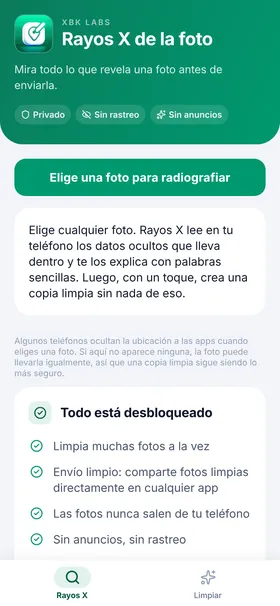 XBK LABS
Rayos X de la foto
Mira todo lo que revela una foto antes de
enviarla.
Privado
Sin rastreo
Sin anuncios
Elige una foto para radiografiar
Elige cualquier foto. Rayos X lee en tu
teléfono los datos ocultos que lleva
dentro y te los explica con palabras
sencillas. Luego, con un toque, crea una
copia limpia sin nada de eso.
Algunos teléfonos ocultan la ubicación a las apps cuando
eliges una foto. Si aquí no aparece ninguna, la foto puede
llevarla igualmente, así que una copia limpia sigue siendo lo
más seguro.
Todo está desbloqueado
Limpia muchas fotos a la vez
Envío limpio: comparte fotos limpias
directamente en cualquier app
Las fotos nunca salen de tu teléfono
Sin anuncios, sin rastreo
Rayos X
Limpiar